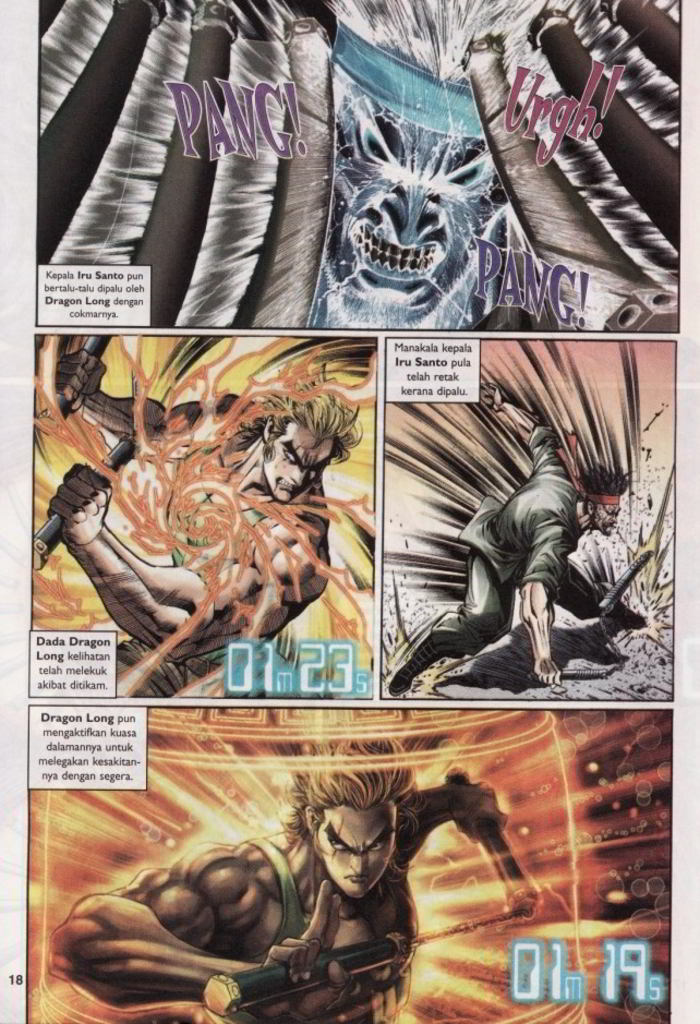 PANG!
Urgh!
PANG!
Kepala Iru Santo pun
bertalu-talu dipalu oleh
Dragon Long dengan
cokmarnya.
Manakala kepala
Iru Santo pula
telah retak
kerana dipalu.
Dada Dragon
Long kelihatan
telah melekuk
akibat ditikam.
01m 23s
Dragon Long pun
mengaktifkan kuasa
dalamannya untuk
melegakan kesakitan-
nya dengan segera.
01m 19s
18